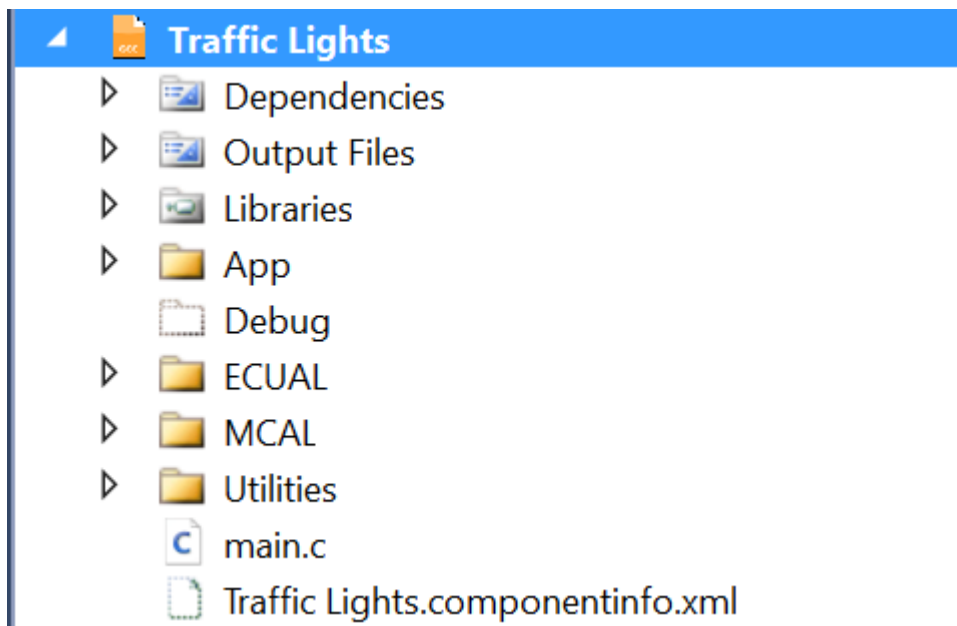 Traffic Lights
Dependencies
Output Files
Libraries
App
Debug
ECUAL
MCAL
Utilities
C main.c
Traffic Lights.componentinfo.xml